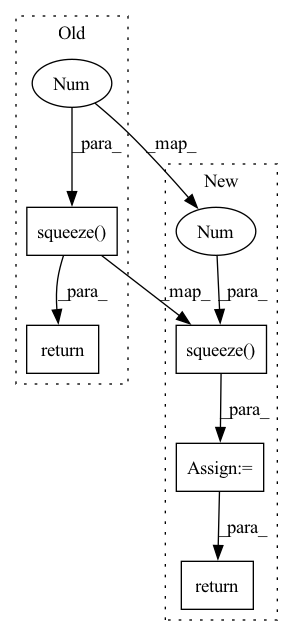 Old
Num
_para_
_map_
New
squeeze()
Num
_para_
_map_
_para_
return
squeeze()
_para_
Assign:=
_para_
return